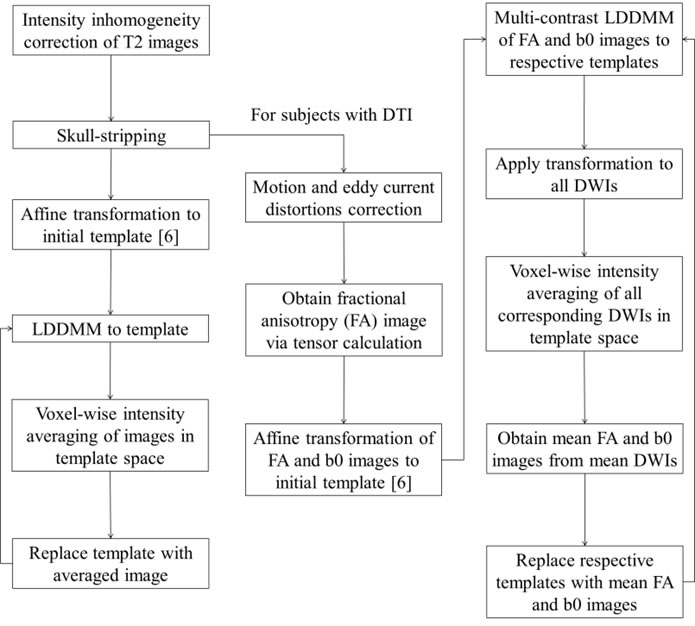 Intensity inhomogeneity
correction of T2 images
Skull-stripping
Affine transformation to
initial template [6]
LDDMM to template
Voxel-wise intensity
averaging of images in
template space
Replace template with
averaged image
For subjects with DTI
Motion and eddy current
distortions correction
Obtain fractional
anisotropy (FA) image
via tensor calculation
Affine transformation of
FA and b0 images to
initial template [6]
Multi-contrast LDDMM
of FA and b0 images to
respective templates
Apply transformation to
all DWIs
Voxel-wise intensity
averaging of all
corresponding DWIs in
template space
Obtain mean FA and b0
images from mean DWIs
Replace respective
templates with mean FA
and b0 images